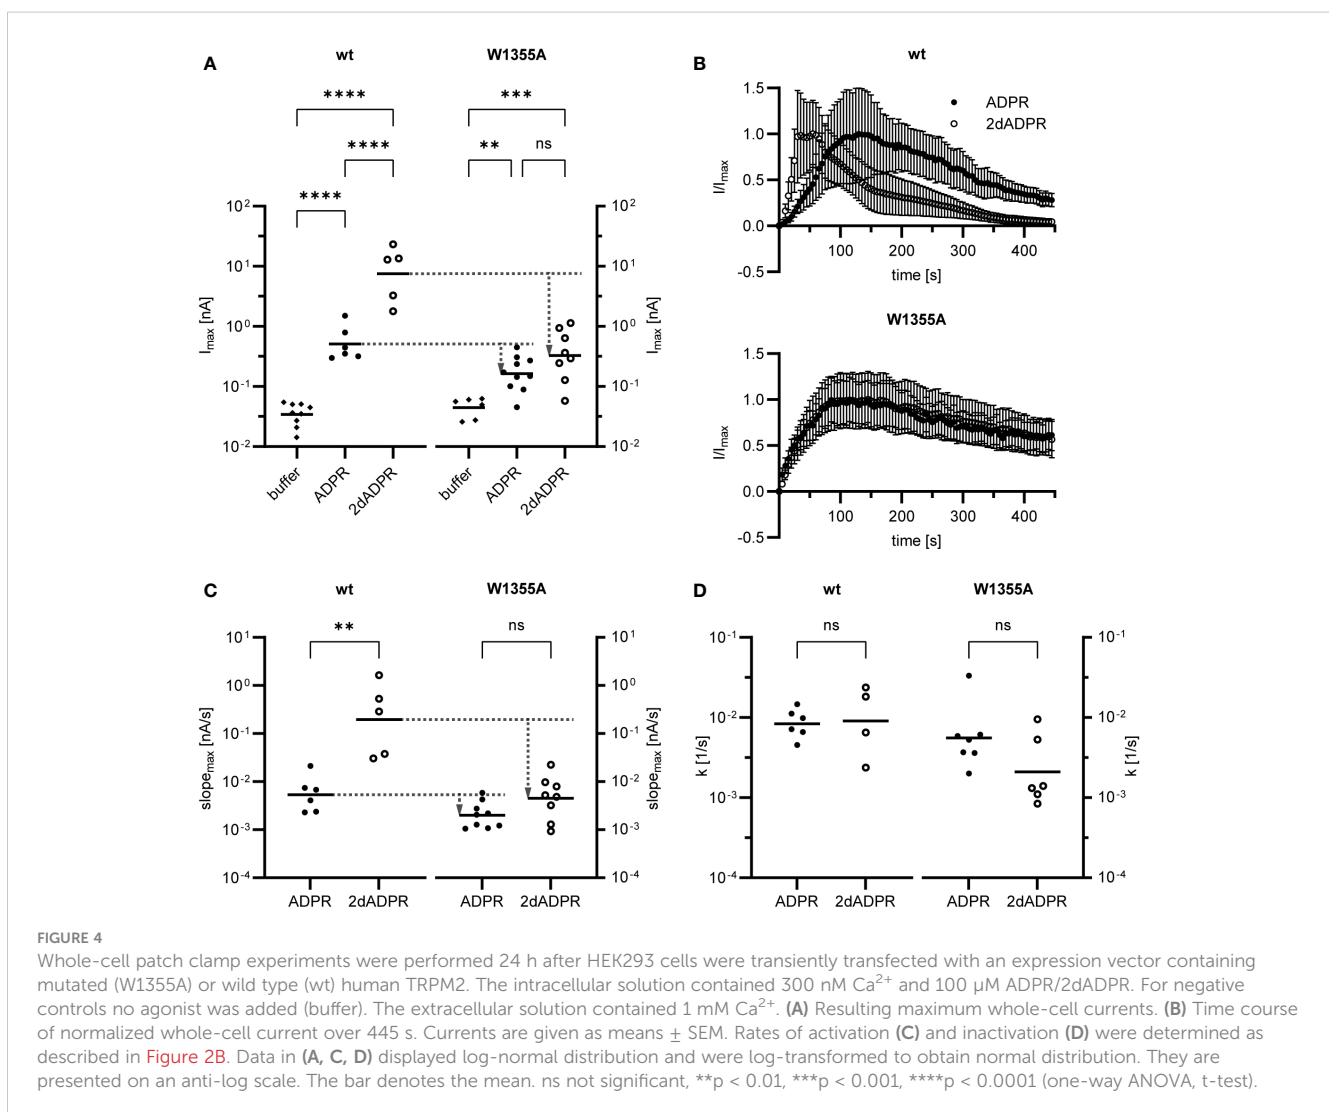 A
wt
W1355A
****
***
****
**
ns
****
10²
10¹
10⁰
10⁻¹
10⁻²
Imax [nA]
10²
10¹
10⁰
10⁻¹
10⁻²
Imax [nA]
buffer
ADPR
2dADPR
buffer
ADPR
2dADPR
B
wt
1.5
1.0
0.5
0.0
-0.5
I/Imax
ADPR
2dADPR
100 200 300 400
time [s]
W1355A
1.5
1.0
0.5
0.0
-0.5
I/Imax
100 200 300 400
time [s]
C
wt
W1355A
**
ns
10¹
10⁰
10⁻¹
10⁻²
10⁻³
10⁻⁴
slopemax [nA/s]
10¹
10⁰
10⁻¹
10⁻²
10⁻³
10⁻⁴
slopemax [nA/s]
ADPR 2dADPR ADPR 2dADPR
D
wt
W1355A
ns
ns
10⁻¹
10⁻²
10⁻³
10⁻⁴
k [1/s]
10⁻¹
10⁻²
10⁻³
10⁻⁴
k [1/s]
ADPR 2dADPR ADPR 2dADPR
FIGURE 4
Whole-cell patch clamp experiments were performed 24 h after HEK293 cells were transiently transfected with an expression vector containing
mutated (W1355A) or wild type (wt) human TRPM2. The intracellular solution contained 300 nM Ca²⁺ and 100 µM ADPR/2dADPR. For negative
controls no agonist was added (buffer). The extracellular solution contained 1 mM Ca²⁺. (A) Resulting maximum whole-cell currents. (B) Time course
of normalized whole-cell current over 445 s. Currents are given as means ± SEM. Rates of activation (C) and inactivation (D) were determined as
described in Figure 2B. Data in (A, C, D) displayed log-normal distribution and were log-transformed to obtain normal distribution. They are
presented on an anti-log scale. The bar denotes the mean. ns not significant, **p < 0.01, ***p < 0.001, ****p < 0.0001 (one-way ANOVA, t-test).